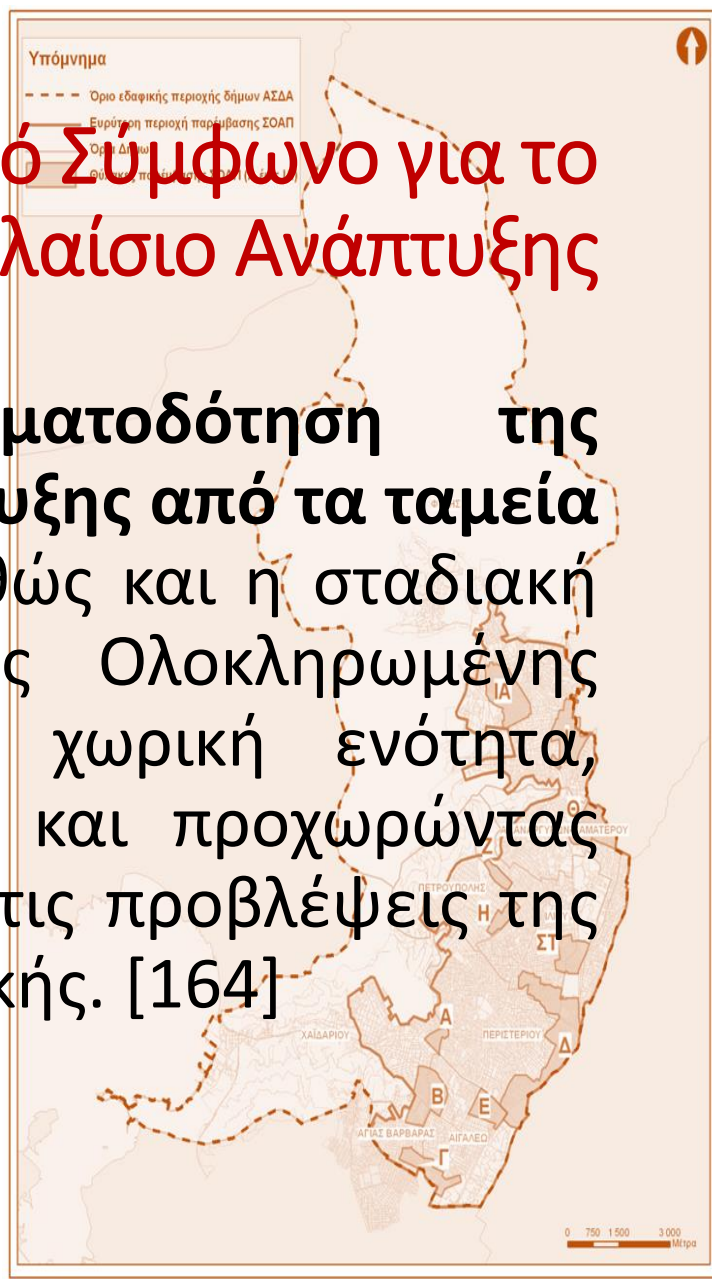 Υπόμνημα
Όριο εδαφικής περιοχής δήμων ΑΣΔΑ
Ευρύτερη περιοχή παρέμβασης ΣΟΑΠ
ό Σύμφωνο για το
λαίσιο Ανάπτυξης
ματοδότηση της
υξης από τα ταμεία
θώς και η σταδιακή
ς Ολοκληρωμένης
χωρική ενότητα,
και προχωρώντας
τις προβλέψεις της
κής. [164]
ΙΑ
Θ
Ζ
ΠΕΤΡΟΥΠΟΛΗΣ
Η
ΣΤ
Α
ΧΑΪΔΑΡΙΟΥ
ΠΕΡΙΣΤΕΡΙΟΥ
Δ
Β
Ε
ΑΓΙΑΣ ΒΑΡΒΑΡΑΣ
ΑΙΓΑΛΕΩ
Γ
0 750 1 500 3 000
Μέτρα